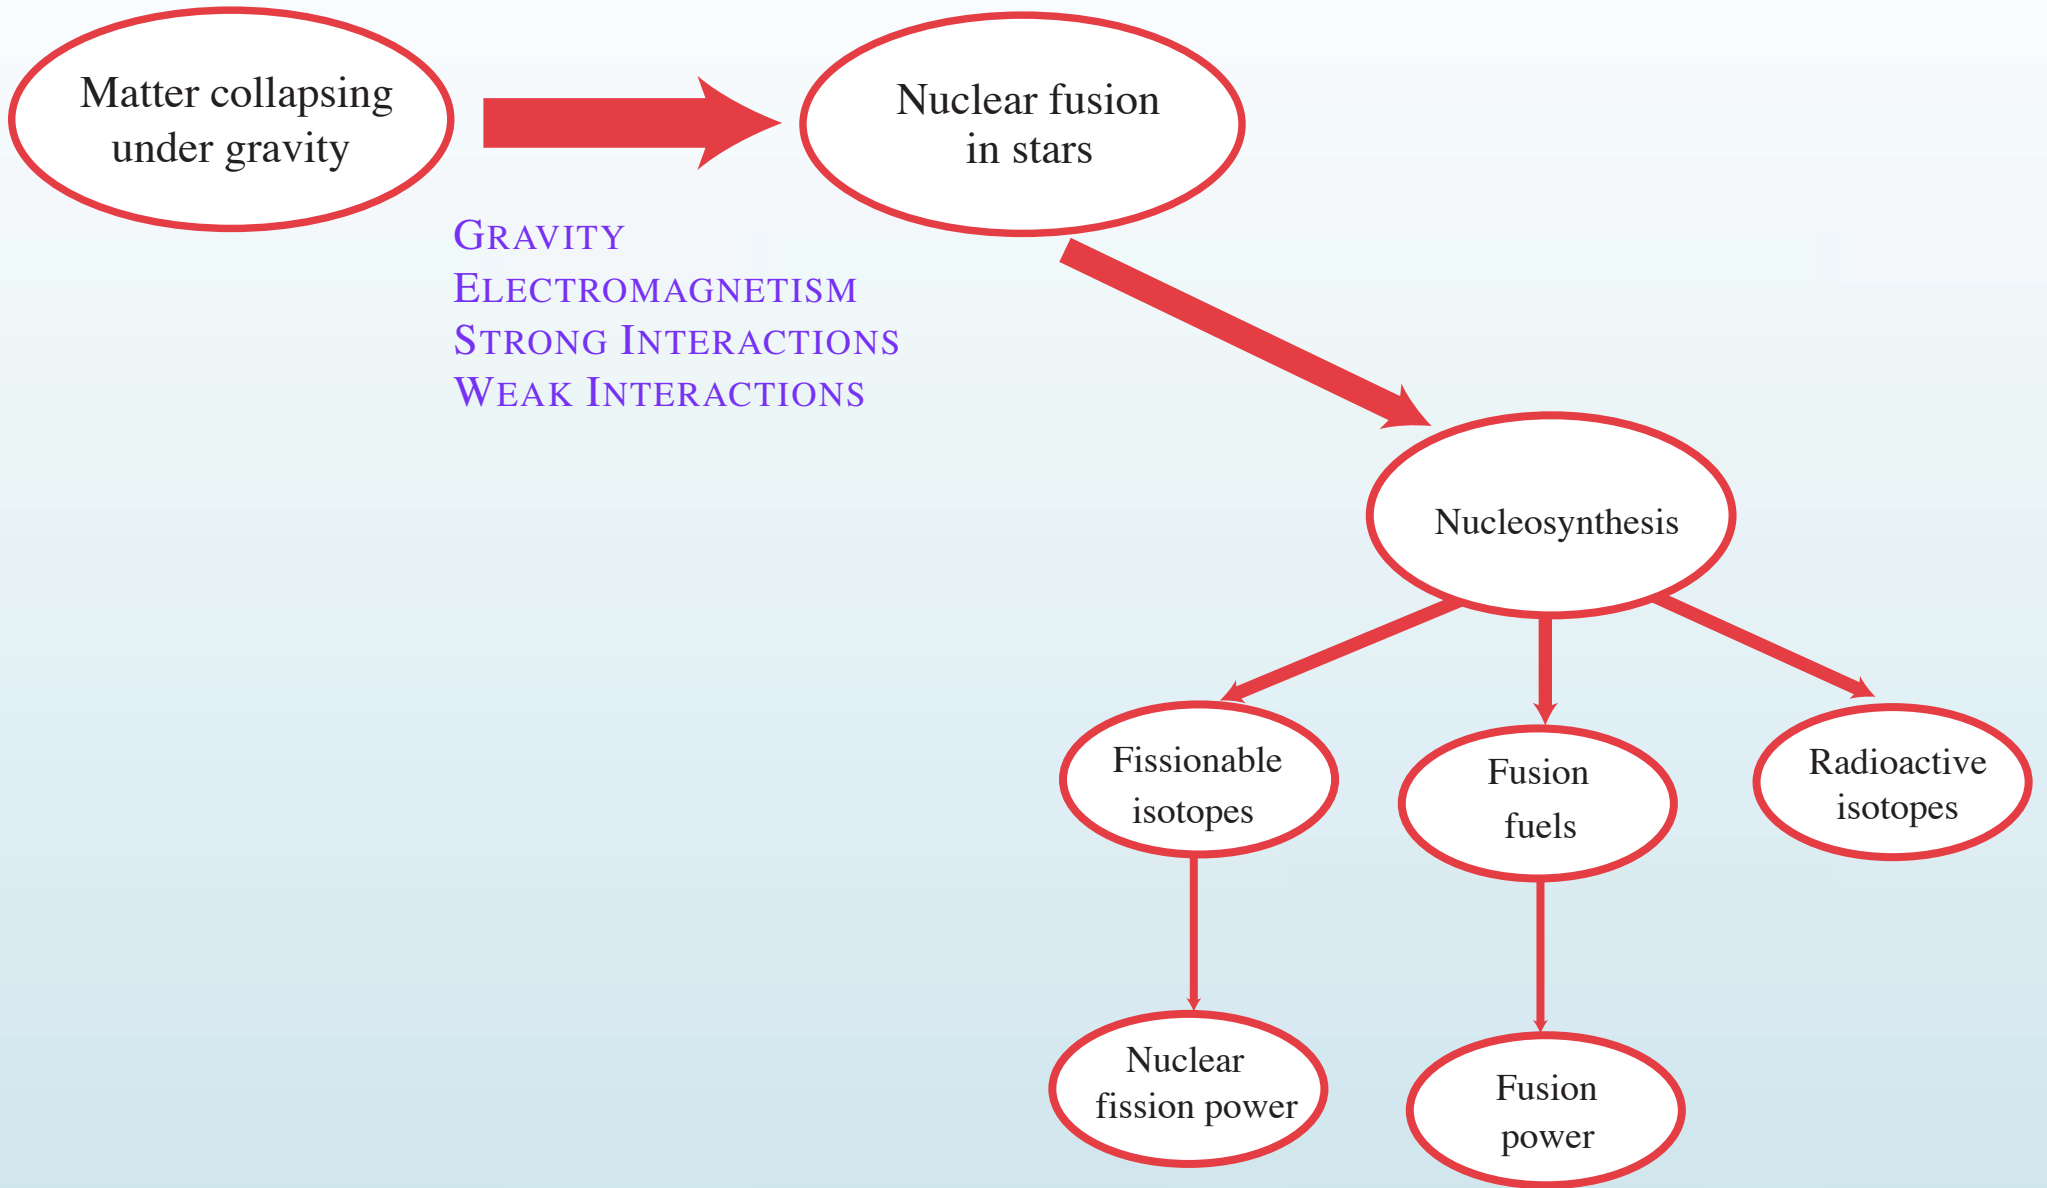 Matter collapsing
under gravity
Nuclear fusion
in stars
GRAVITY
ELECTROMAGNETISM
STRONG INTERACTIONS
WEAK INTERACTIONS
Nucleosynthesis
Fissionable
isotopes
Fusion
fuels
Radioactive
isotopes
Nuclear
fission power
Fusion
power